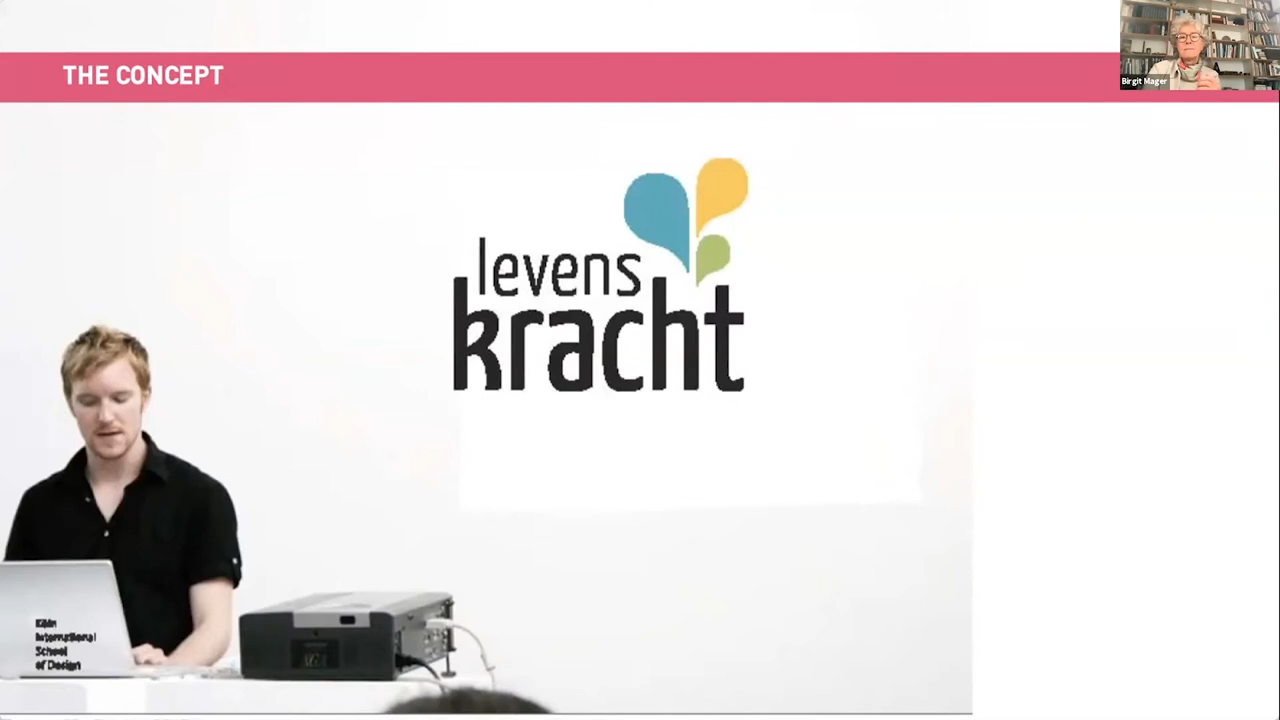 THE CONCEPT
Birgit Mager
levens
kracht
Köln
International
School
of Design